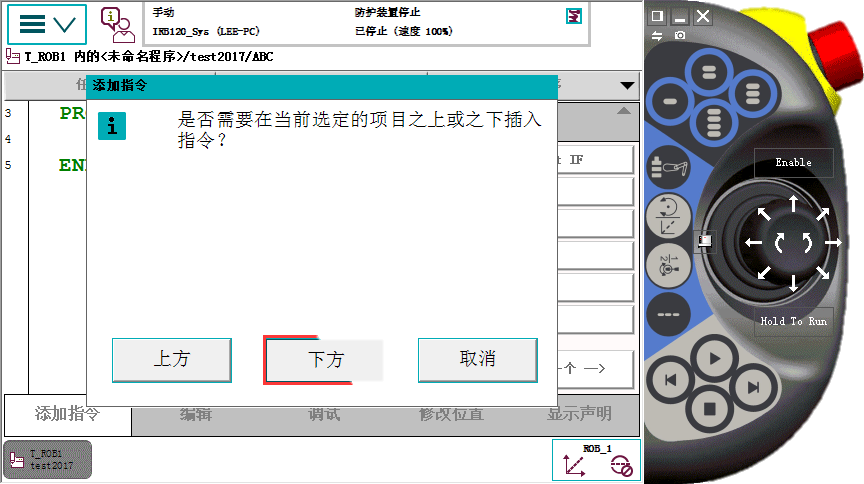 手动
防护装置停止
IRB120_Sys (LEE-PC)
已停止 (速度 100%)
T_ROB1 内的<未命名程序>/test2017/ABC
添加指令
3
4
5
是否需要在当前选定的项目之上或之下插入
指令?
IF
上方
下方
取消
添加指令
编辑
调试
修改位置
显示声明
T_ROB1
test2017
ROB_1
Enable
Hold To Run